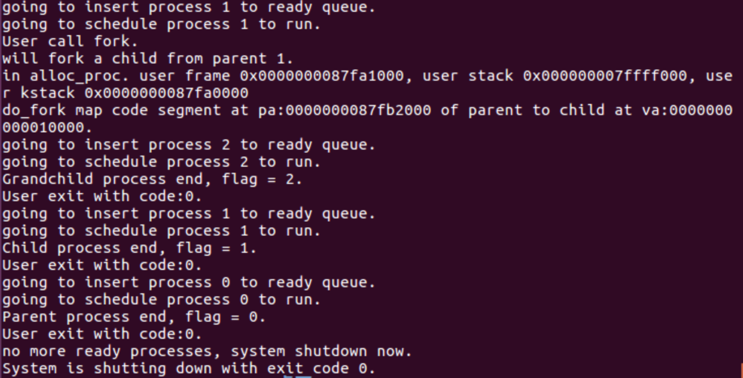 going to insert process 1 to ready queue.
going to schedule process 1 to run.
User call fork.
will fork a child from parent 1.
in alloc_proc. user frame 0x0000000087fa1000, user stack 0x000000007ffff000, use
r kstack 0x0000000087fa0000
do_fork map code segment at pa:0000000087fb2000 of parent to child at va:0000000
000010000.
going to insert process 2 to ready queue.
going to schedule process 2 to run.
Grandchild process end, flag = 2.
User exit with code:0.
going to insert process 1 to ready queue.
going to schedule process 1 to run.
Child process end, flag = 1.
User exit with code:0.
going to insert process 0 to ready queue.
going to schedule process 0 to run.
Parent process end, flag = 0.
User exit with code:0.
no more ready processes, system shutdown now.
System is shutting down with exit code 0.